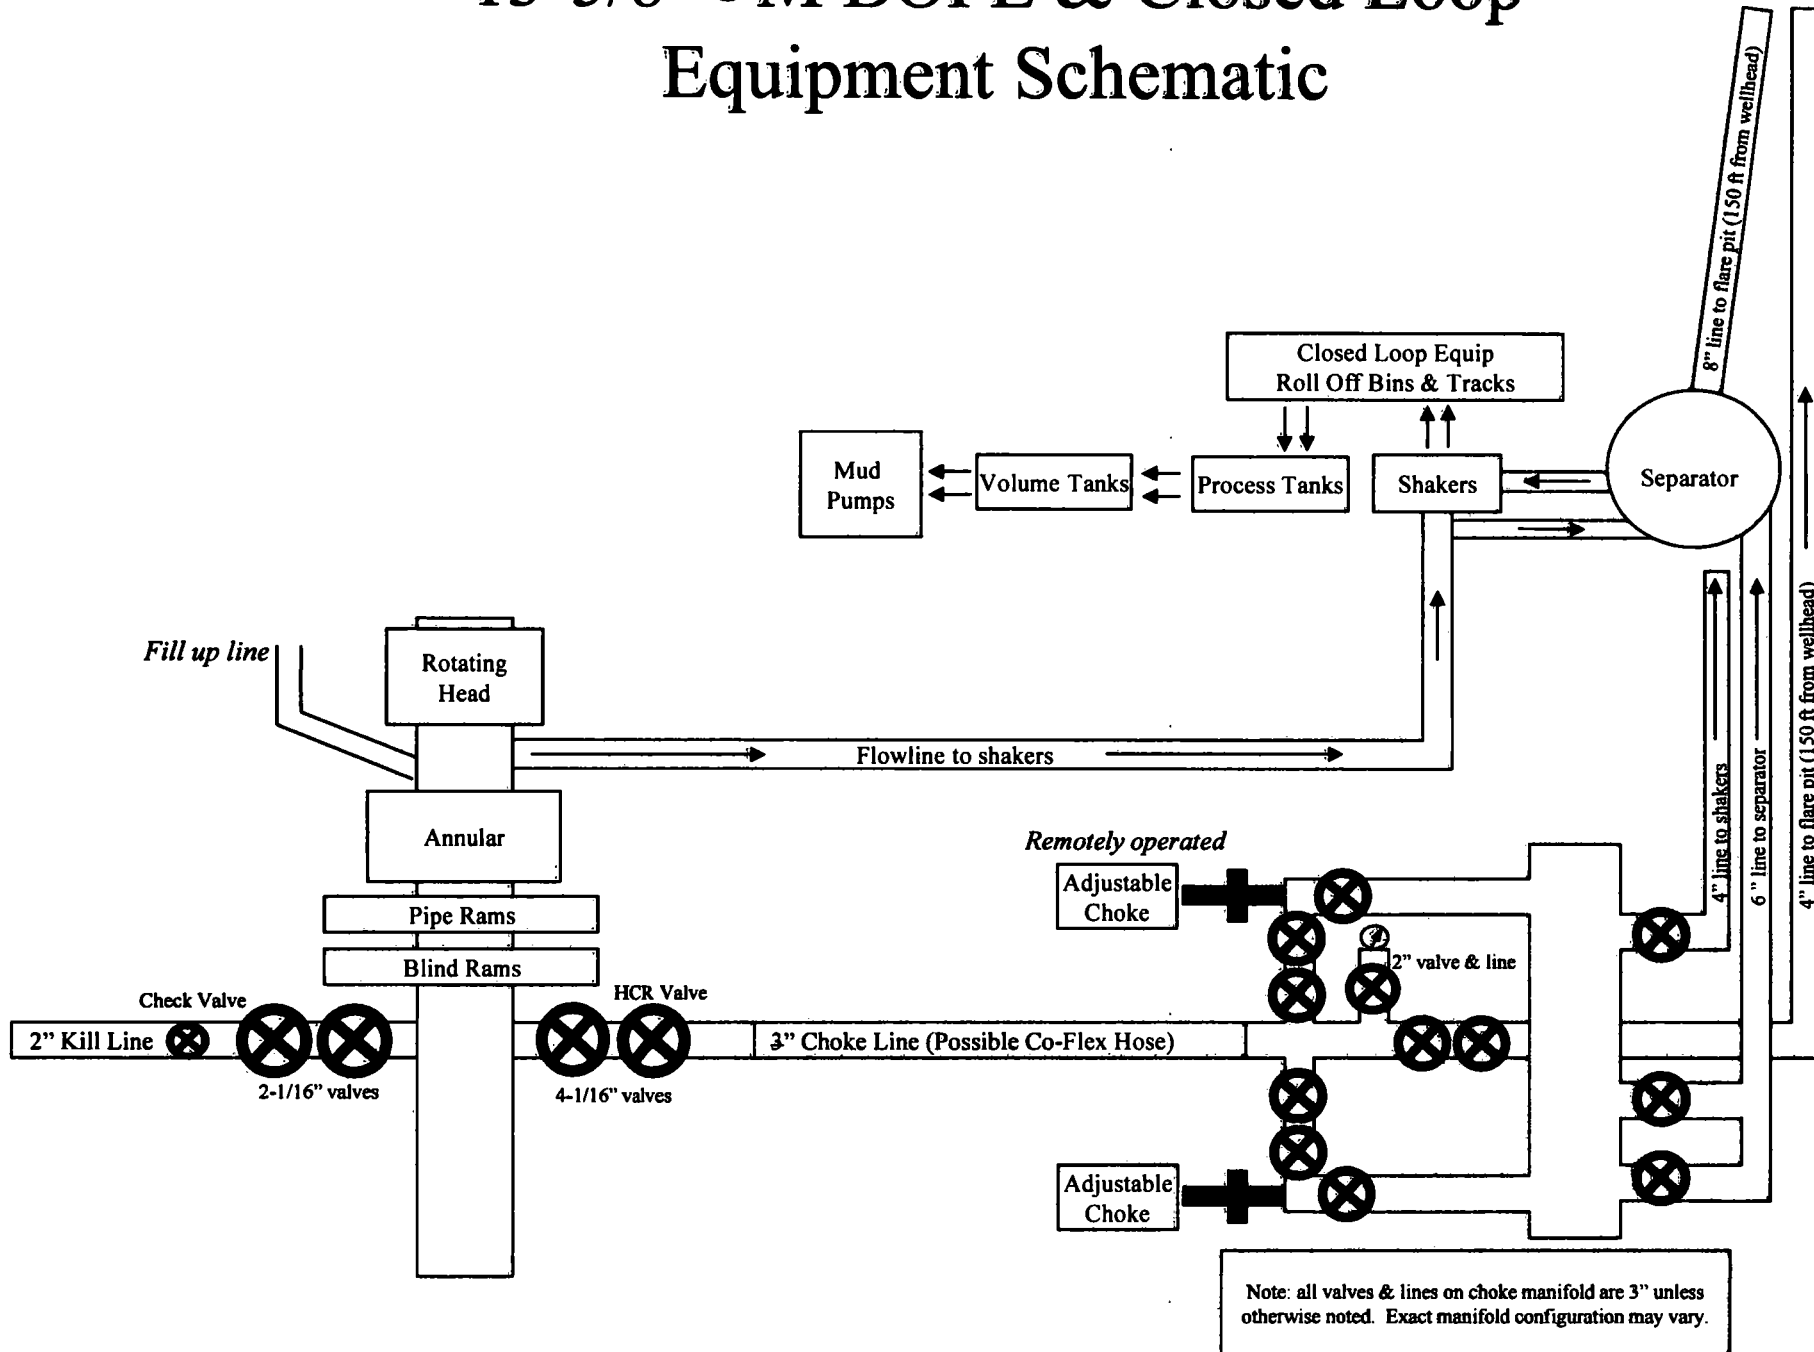 Equipment Schematic
8” line to flare pit (150 ft from wellhead)
Closed Loop Equip
Roll Off Bins & Tracks
Mud
Pumps
Volume Tanks
Process Tanks
Shakers
Separator
Fill up line
Rotating
Head
Flowline to shakers
Annular
Pipe Rams
Blind Rams
Remotely operated
Adjustable
Choke
2” valve & line
4” line to shakers
6” line to separator
4” line to flare pit (150 ft from wellhead)
Check Valve
HCR Valve
2” Kill Line
3” Choke Line (Possible Co-Flex Hose)
2-1/16” valves
4-1/16” valves
Adjustable
Choke
Note: all valves & lines on choke manifold are 3” unless
otherwise noted. Exact manifold configuration may vary.